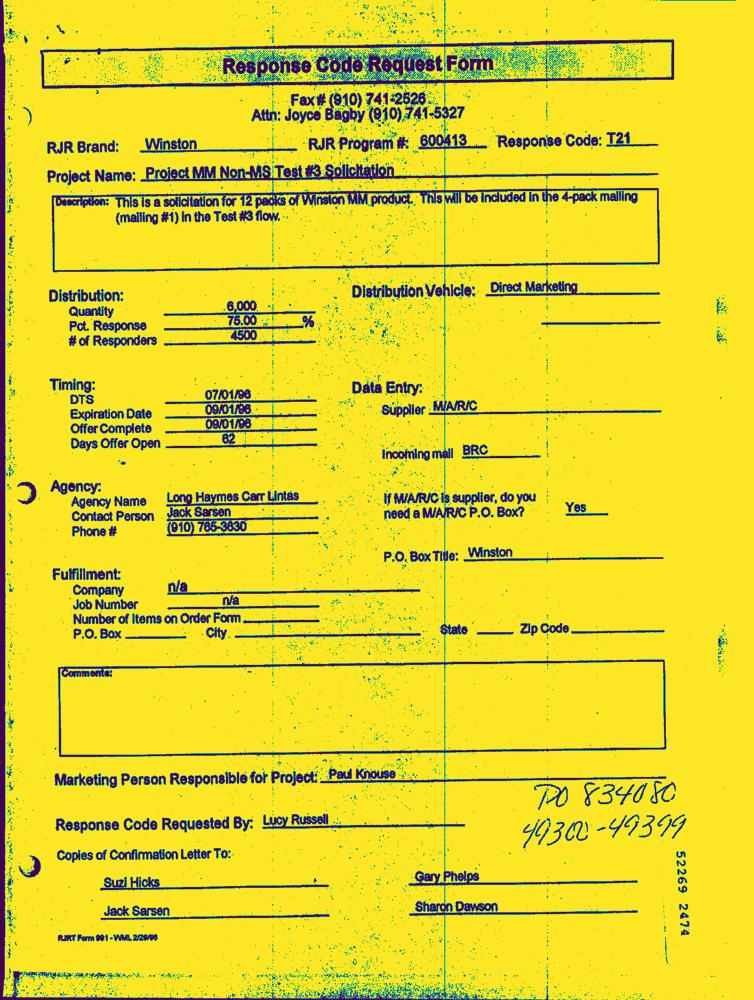 Response Code Request Form
Fax# (910) 741-2526
Attn: Joyce Bagby (910) 741-5327
RJR Brand: Winston RJR Program #: 600413 Response Code: T21
Project Name: Project MM Non-MS Test #3 Solicitation
Description: This is a solicitation for 12 packs of Winston MM product. This will be included in the 4-pack mailing
(mailing #1) in the Test #3 flow.
Distribution: Distribution Vehicle: Direct Marketing
Quantity 6,000
Pct. Response 75.00 %
# of Responders 4500
Timing: Data Entry:
DTS 07/01/96
Expiration Date 09/01/96 Supplier M/A/R/C
Offer Complete 09/01/96
Days Offer Open 62
Incoming mail BRC
Agency:
Agency Name Long Haymes Carr Lintas If M/A/R/C is supplier, do you
Contact Person Jack Sarsen need a M/A/R/C P.O. Box? Yes
Phone # (910) 765-3630
P.O. Box Title: Winston
Fulfillment:
Company n/a
Job Number n/a
Number of Items on Order Form
P.O. Box City State Zip Code
Comments:
Marketing Person Responsible for Project: Paul Knouse
834080
Response Code Requested By: Lucy Russell
49300-49399
Copies of Confirmation Letter To:
Suzi Hicks Gary Phelps
Jack Sarsen Sharon Dawson
RJRT Form 991 - WML 2/29/96
52269 2474